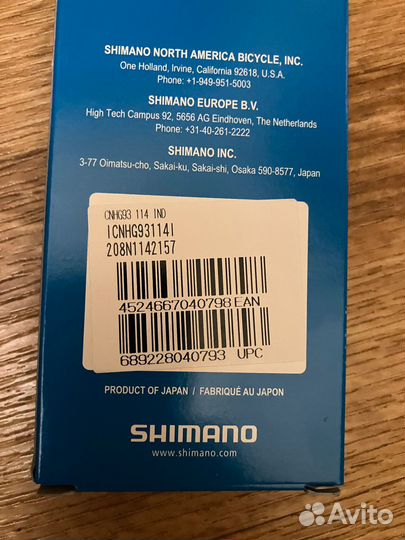 SHIMANO NORTH AMERICA BICYCLE, INC.
One Holland, Irvine, California 92618, U.S.A.
Phone: +1-949-951-5003
SHIMANO EUROPE B.V.
High Tech Campus 92, 5656 AG Eindhoven, The Netherlands
Phone: +31-40-261-2222
SHIMANO INC.
3-77 Oimatsu-cho, Sakai-ku, Sakai-shi, Osaka 590-8577, Japan
CNHG93 114 IND
ICNHG93114I
208N1142157
4524667040798 EAN
689228040793 UPC
PRODUCT OF JAPAN / FABRIQUÉ AU JAPON
SHIMANO
www.shimano.com
Avito